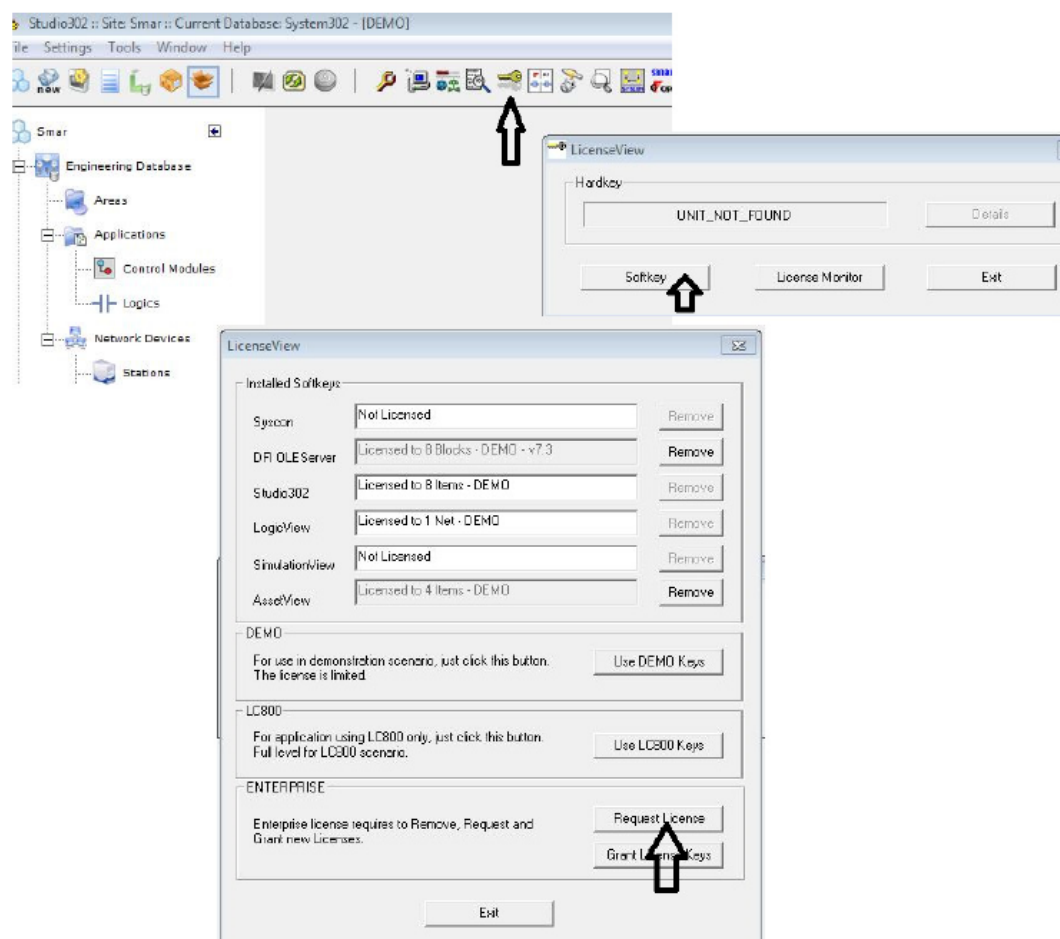 Studio302 :: Site: Smar :: Current Database: System302 - [DEMO]
ile Settings Tools Window Help
new
smar
Smar
Engineering Database
Areas
Applications
Control Modules
Logics
Network Devices
Stations
LicenseView
Hardkey
UNIT_NOT_FOUND
Details
Softkey
License Monitor
Exit
LicenseView
Installed Softkeys
Syscon
Not Licensed
Remove
DFI OLE Server
Licensed to 8 Blocks - DEMO - v7.3
Remove
Studio302
Licensed to 8 Items - DEMO
Remove
LogicView
Licensed to 1 Net - DEMO
Remove
SimulationView
Not Licensed
Remove
AssetView
Licensed to 4 Items - DEMO
Remove
DEMO
For use in demonstration scenario, just click this button.
The license is limited.
Use DEMO Keys
LC800
For application using LC800 only, just click this button.
Full level for LC800 scenario.
Use LC800 Keys
ENTERPRISE
Enterprise license requires to Remove, Request and
Grant new Licenses.
Request License
Grant License Keys
Exit